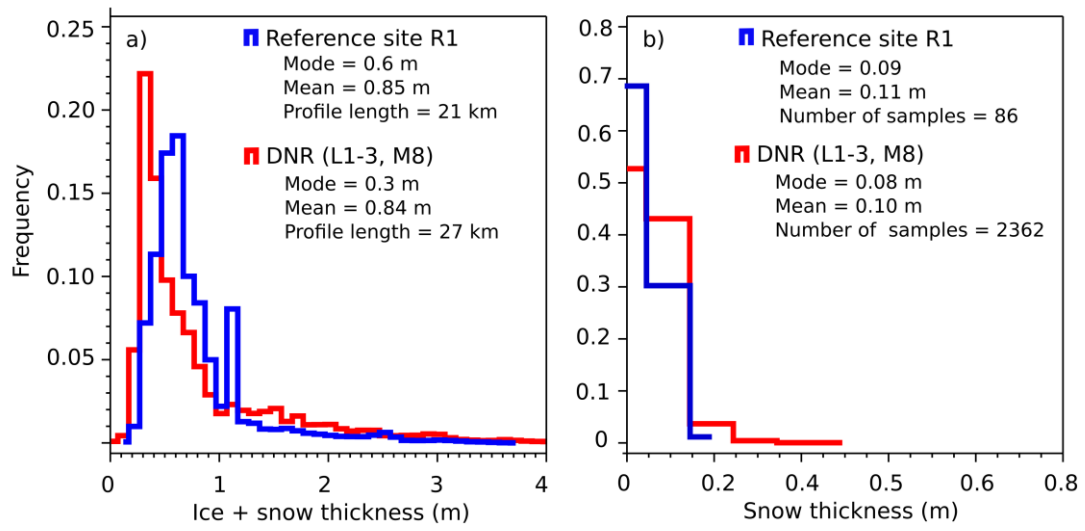 a)
Reference site R1
Mode = 0.6 m
Mean = 0.85 m
Profile length = 21 km
DNR (L1-3, M8)
Mode = 0.3 m
Mean = 0.84 m
Profile length = 27 km
Frequency
0.25
0.20
0.15
0.10
0.05
0 1 2 3 4
Ice + snow thickness (m)
b)
Reference site R1
Mode = 0.09
Mean = 0.11 m
Number of samples = 86
DNR (L1-3, M8)
Mode = 0.08 m
Mean = 0.10 m
Number of samples = 2362
0.8
0.7
0.6
0.5
0.4
0.3
0.2
0.1
0
0 0.2 0.4 0.6 0.8
Snow thickness (m)